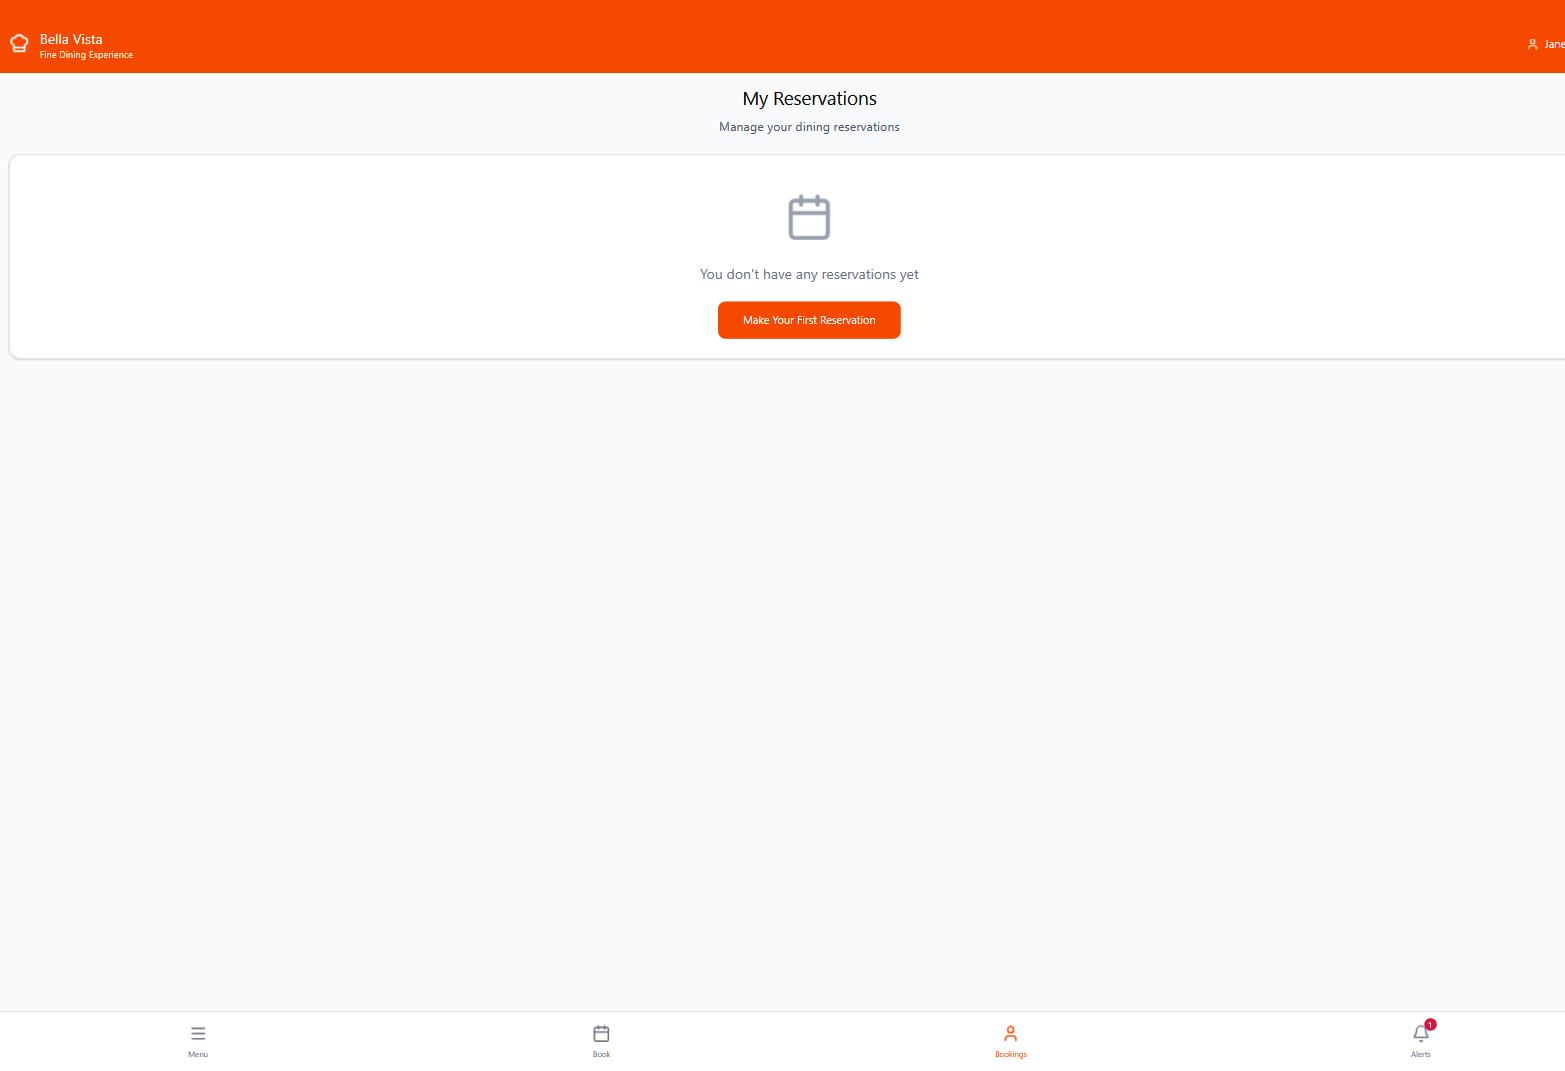 Bella Vista
Fine Dining Experience
Jane
My Reservations
Manage your dining reservations
You don't have any reservations yet
Make Your First Reservation
Menu
Book
Bookings
1
Alerts